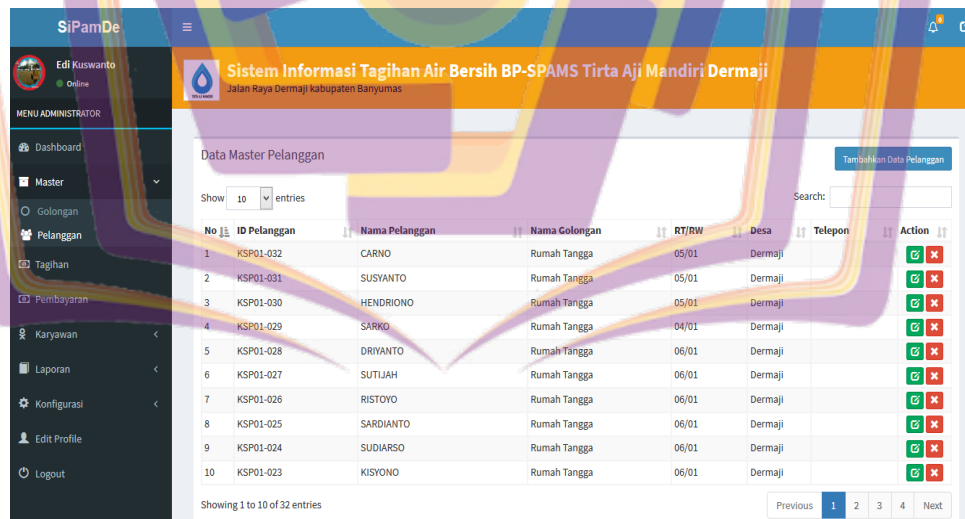 SiPamDe
6
Edi Kuswanto
Online
MENU ADMINISTRATOR
Dashboard
Master
Golongan
Pelanggan
Tagihan
Pembayaran
Karyawan
Laporan
Konfigurasi
Edit Profile
Logout
Sistem Informasi Tagihan Air Bersih BP-SPAMS Tirta Aji Mandiri Dermaji
Jalan Raya Dermaji kabupaten Banyumas
Data Master Pelanggan
Tambahkan Data Pelanggan
Show 10 entries Search:
No ID Pelanggan Nama Pelanggan Nama Golongan RT/RW Desa Telepon Action
1 KSP01-032 CARNO Rumah Tangga 05/01 Dermaji
2 KSP01-031 SUSYANTO Rumah Tangga 05/01 Dermaji
3 KSP01-030 HENDRIONO Rumah Tangga 05/01 Dermaji
4 KSP01-029 SARKO Rumah Tangga 04/01 Dermaji
5 KSP01-028 DRIYANTO Rumah Tangga 06/01 Dermaji
6 KSP01-027 SUTIJAH Rumah Tangga 06/01 Dermaji
7 KSP01-026 RISTOYO Rumah Tangga 06/01 Dermaji
8 KSP01-025 SARDIANTO Rumah Tangga 06/01 Dermaji
9 KSP01-024 SUDIARSO Rumah Tangga 06/01 Dermaji
10 KSP01-023 KISYONO Rumah Tangga 06/01 Dermaji
Showing 1 to 10 of 32 entries
Previous 1 2 3 4 Next